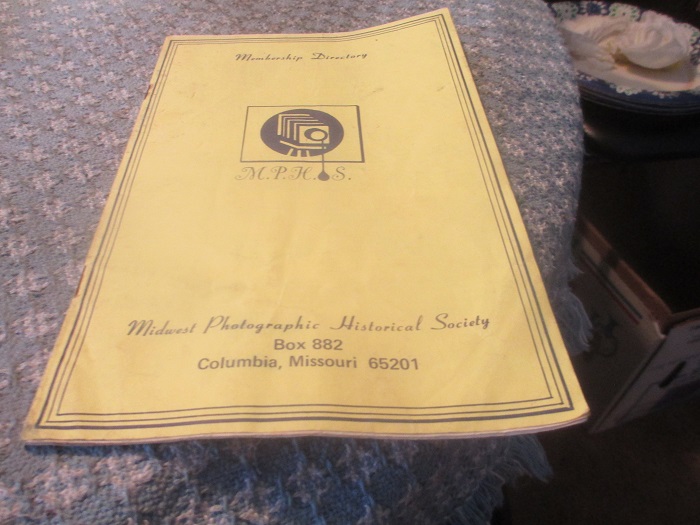 Membership Directory
M.P.H.S.
Midwest Photographic Historical Society
Box 882
Columbia, Missouri 65201